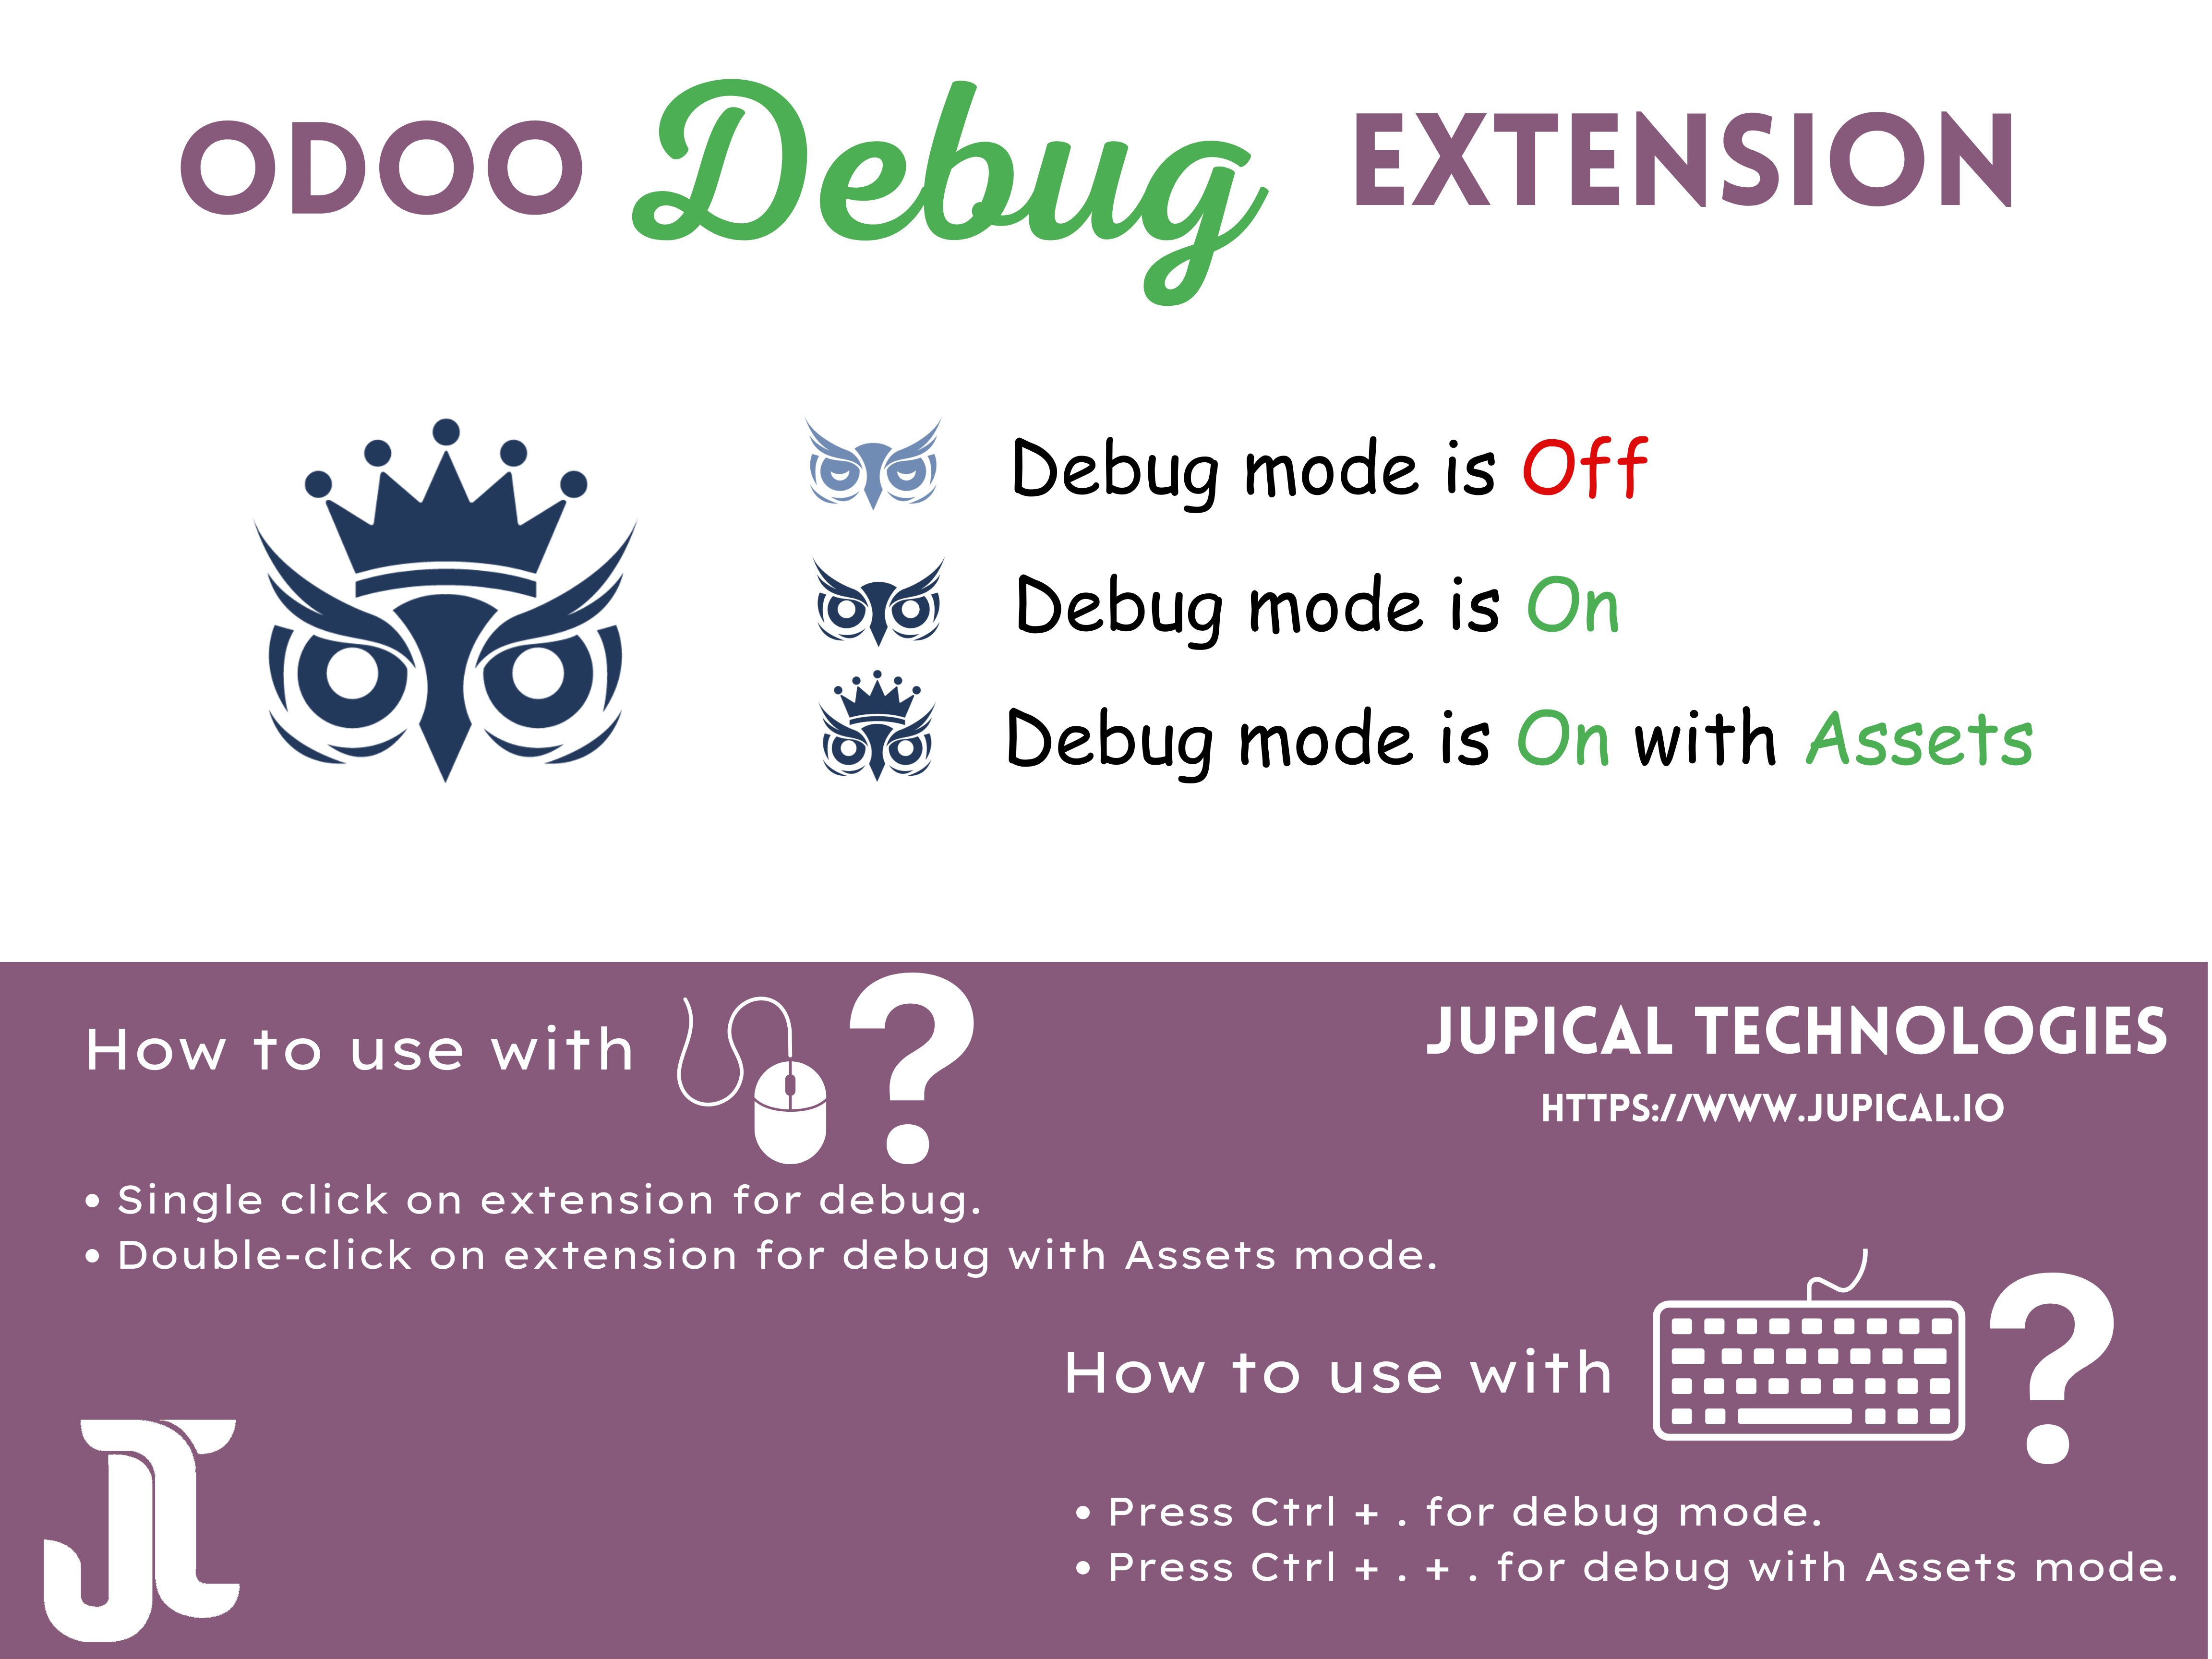 ODOO Debug EXTENSION
Debug mode is Off
Debug mode is On
Debug mode is On with Assets
How to use with ?
JUPICAL TECHNOLOGIES
HTTPS://WWW.JUPICAL.IO
• Single click on extension for debug.
• Double-click on extension for debug with Assets mode.
How to use with ?
• Press Ctrl + . for debug mode.
• Press Ctrl + . + . for debug with Assets mode.